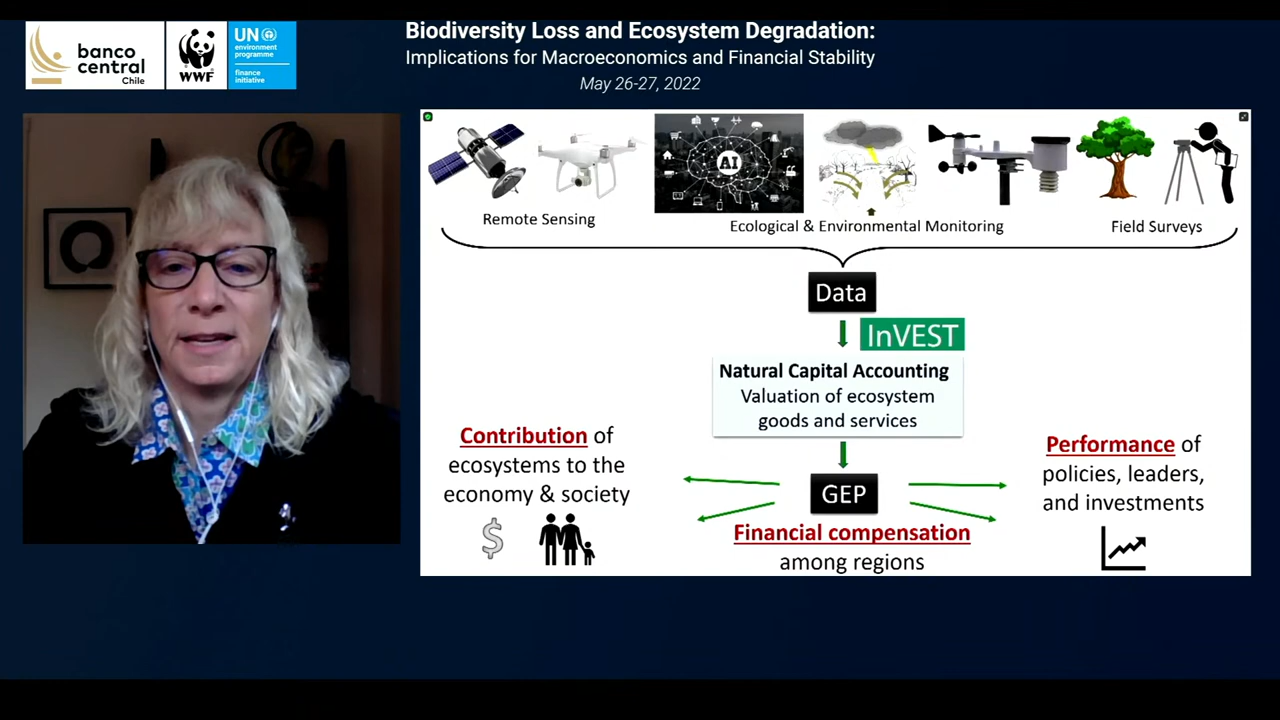 Biodiversity Loss and Ecosystem Degradation:
Implications for Macroeconomics and Financial Stability
May 26-27, 2022
banco
central
Chile
WWF
UN
environment
programme
finance
initiative
AI
Remote Sensing
Ecological & Environmental Monitoring
Field Surveys
Data
InVEST
Natural Capital Accounting
Valuation of ecosystem
goods and services
Contribution of
ecosystems to the
economy & society
$
GEP
Financial compensation
among regions
Performance of
policies, leaders,
and investments